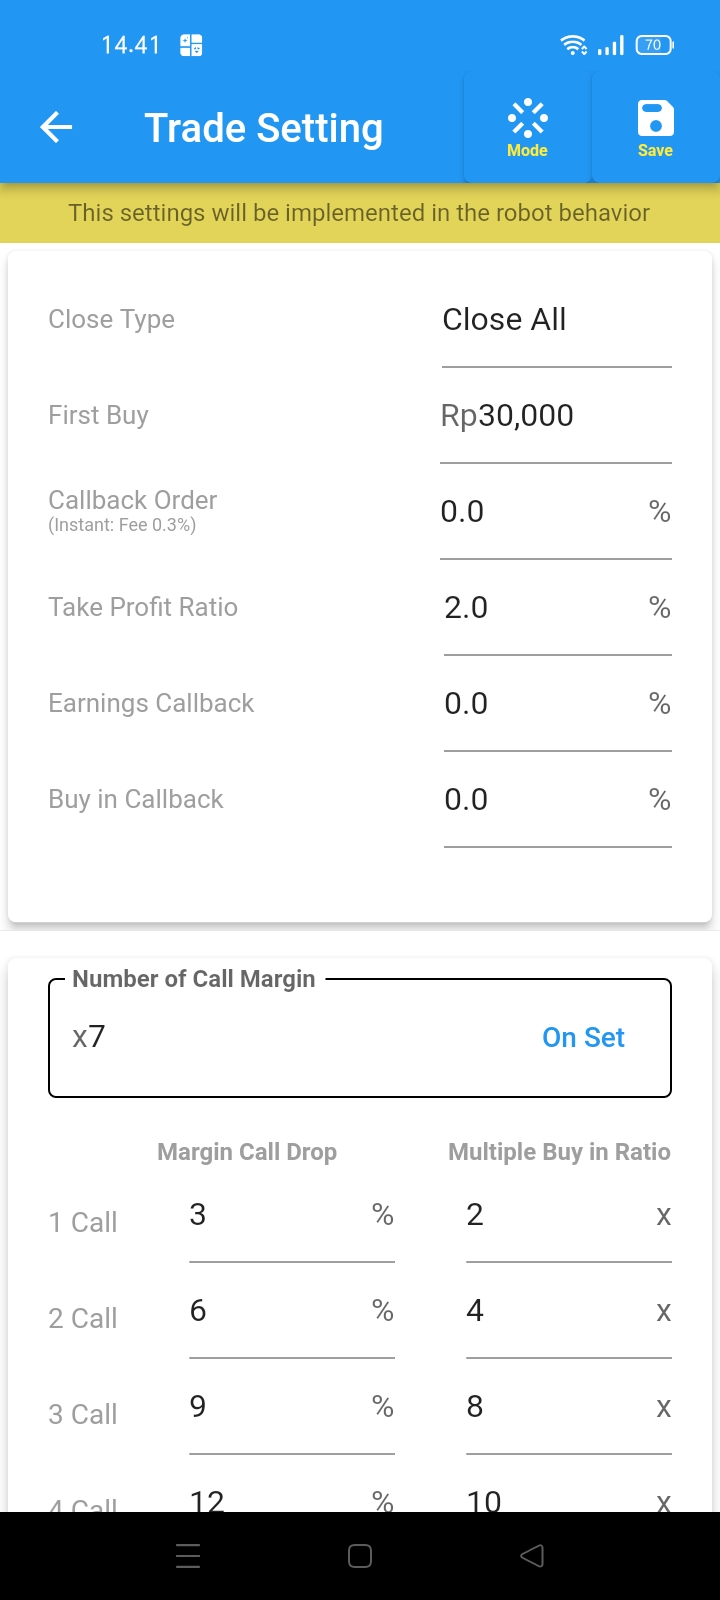 14.41
70
Trade Setting
Mode
Save
This settings will be implemented in the robot behavior
Close Type Close All
First Buy Rp30,000
Callback Order 0.0 %
(Instant: Fee 0.3%)
Take Profit Ratio 2.0 %
Earnings Callback 0.0 %
Buy in Callback 0.0 %
Number of Call Margin
x7 On Set
Margin Call Drop Multiple Buy in Ratio
1 Call 3 % 2 x
2 Call 6 % 4 x
3 Call 9 % 8 x
4 Call 12 % 10 x